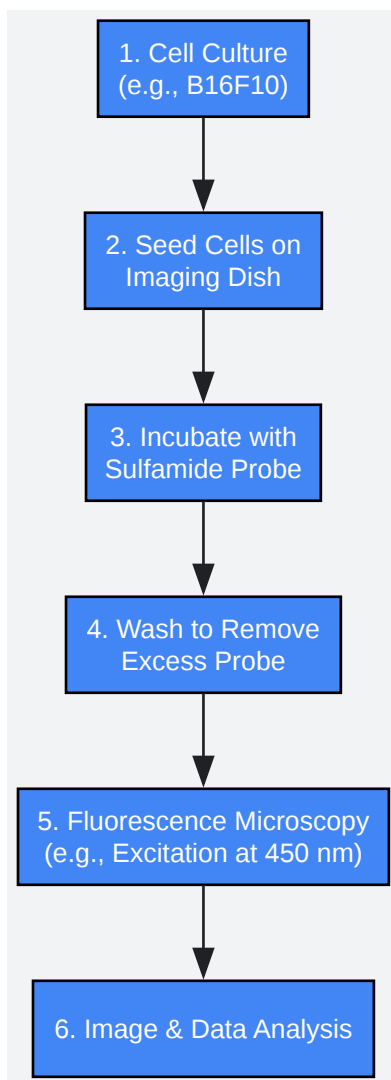 1. Cell Culture
(e.g., B16F10)
2. Seed Cells on
Imaging Dish
3. Incubate with
Sulfamide Probe
4. Wash to Remove
Excess Probe
5. Fluorescence Microscopy
(e.g., Excitation at 450 nm)
6. Image & Data Analysis